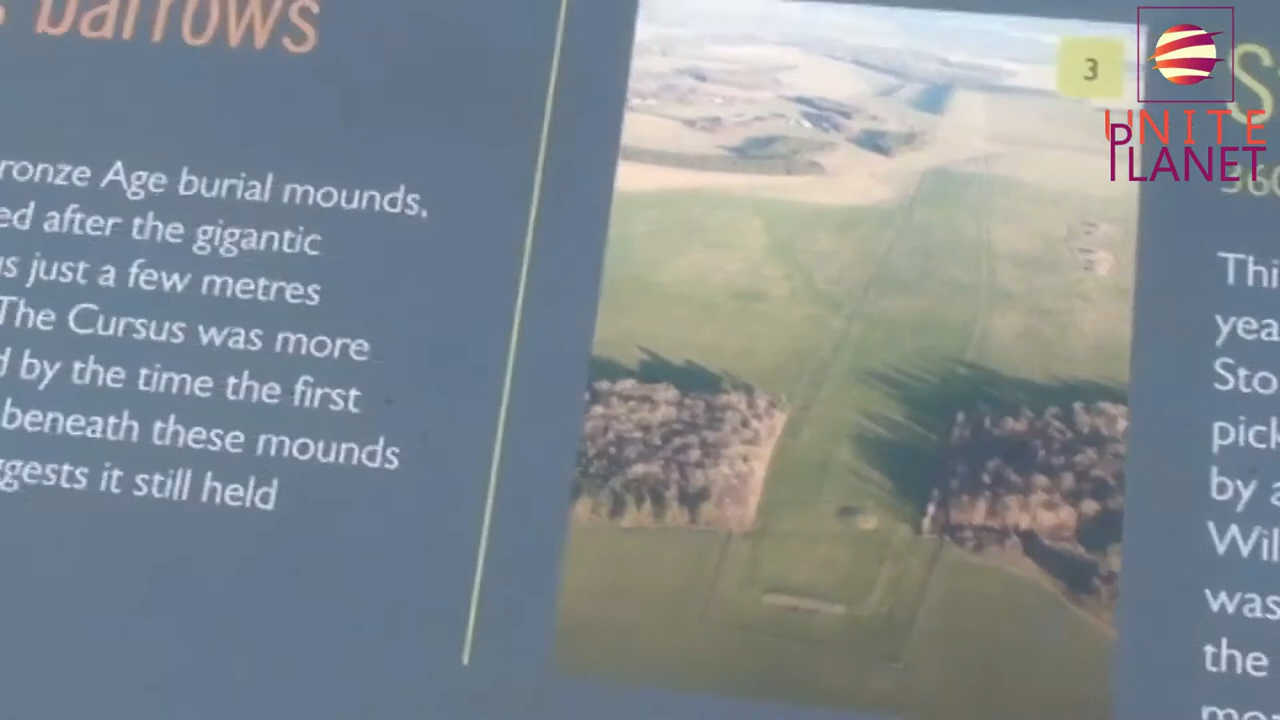 barrows
ronze Age burial mounds,
ed after the gigantic
s just a few metres
The Cursus was more
d by the time the first
beneath these mounds
ggests it still held
3
UNITE
PLANET
Thi
yea
Sto
pick
by a
Wil
was
the